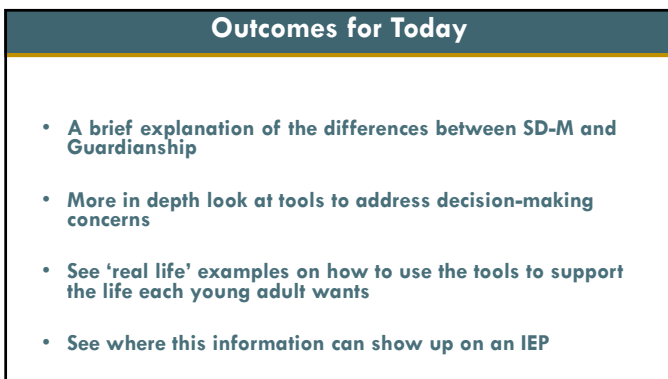 Outcomes for Today
• A brief explanation of the differences between SD-M and
Guardianship
• More in depth look at tools to address decision-making
concerns
• See ‘real life’ examples on how to use the tools to support
the life each young adult wants
• See where this information can show up on an IEP